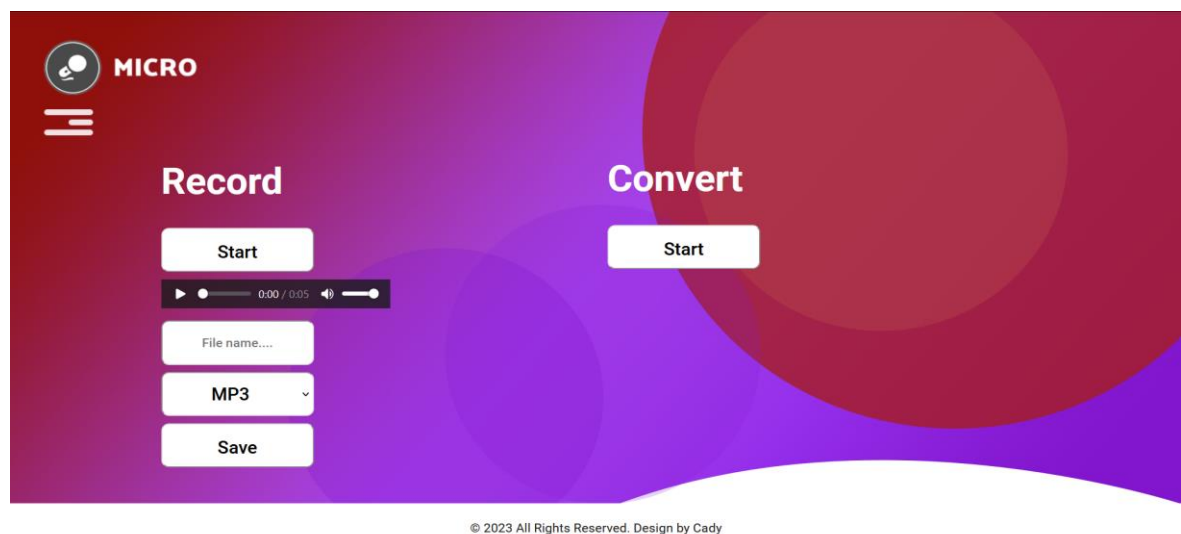 MICRO
Record
Start
0:00 / 0:05
File name....
MP3
Save
Convert
Start
© 2023 All Rights Reserved. Design by Cady